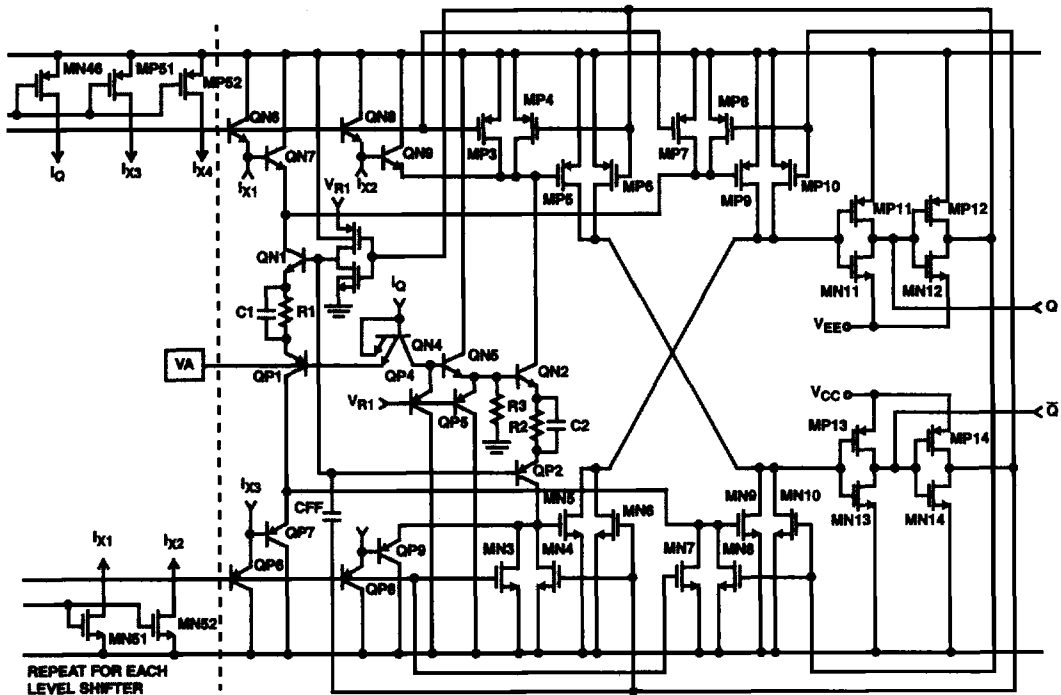 MN46
MP51
MP52
QN6
QN8
MP4
MP8
QN7
QN9
MP3
MP7
IQ
IX3
IX4
IX1
IX2
VR1
MP5
MP6
MP9
MP10
MP11
MP12
QN1
IQ
MN11
MN12
C1
R1
Q
VEE
QN4
QN5
QN2
VA
QP1
QP4
VCC
VR1
R3
Q̅
QP5
R2
C2
MP13
MP14
QP2
IX3
CFF
MN5
MN6
MN9
MN10
MN13
MN14
QP7
QP9
MN3
MN4
MN7
MN8
IX1
IX2
QP6
QP8
MN51
MN52
REPEAT FOR EACH
LEVEL SHIFTER